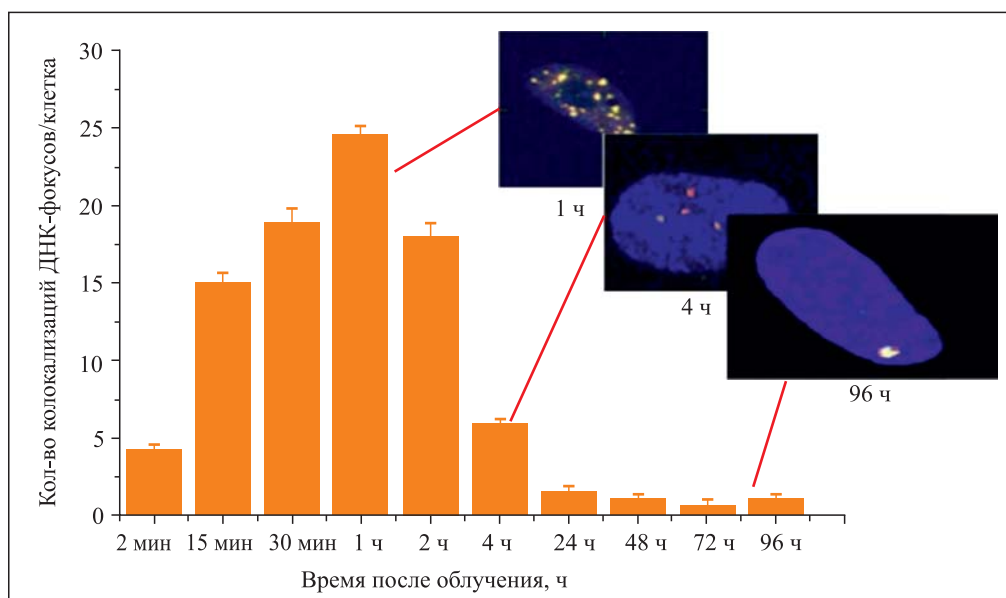 Кол-во колокализаций ДНК-фокусов/клетка
30
25
20
15
10
5
0
1 ч
4 ч
96 ч
2 мин 15 мин 30 мин 1 ч 2 ч 4 ч 24 ч 48 ч 72 ч 96 ч
Время после облучения, ч